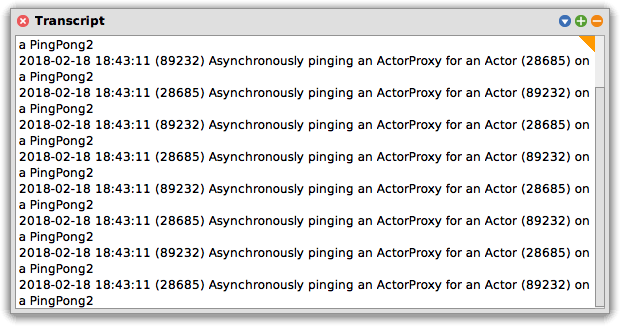 Transcript
a PingPong2
2018-02-18 18:43:11 (89232) Asynchronously pinging an ActorProxy for an Actor (28685) on
a PingPong2
2018-02-18 18:43:11 (28685) Asynchronously pinging an ActorProxy for an Actor (89232) on
a PingPong2
2018-02-18 18:43:11 (89232) Asynchronously pinging an ActorProxy for an Actor (28685) on
a PingPong2
2018-02-18 18:43:11 (28685) Asynchronously pinging an ActorProxy for an Actor (89232) on
a PingPong2
2018-02-18 18:43:11 (89232) Asynchronously pinging an ActorProxy for an Actor (28685) on
a PingPong2
2018-02-18 18:43:11 (28685) Asynchronously pinging an ActorProxy for an Actor (89232) on
a PingPong2
2018-02-18 18:43:11 (89232) Asynchronously pinging an ActorProxy for an Actor (28685) on
a PingPong2
2018-02-18 18:43:11 (28685) Asynchronously pinging an ActorProxy for an Actor (89232) on
a PingPong2